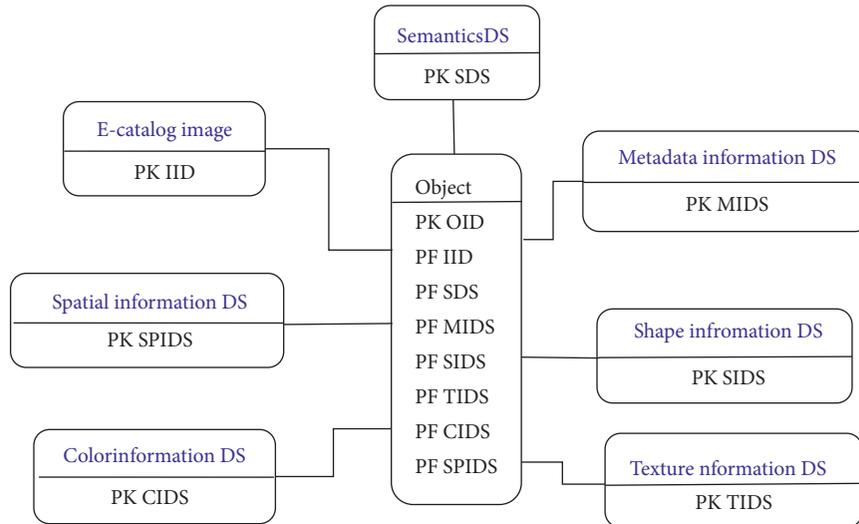 SemanticsDS
PK SDS
E-catalog image
PK IID
Metadata information DS
PK MIDS
Object
PK OID
PF IID
PF SDS
PF MIDS
PF SIDS
PF TIDS
PF CIDS
PF SPIDS
Spatial information DS
PK SPIDS
Shape infromation DS
PK SIDS
Colorinformation DS
PK CIDS
Texture nformation DS
PK TIDS